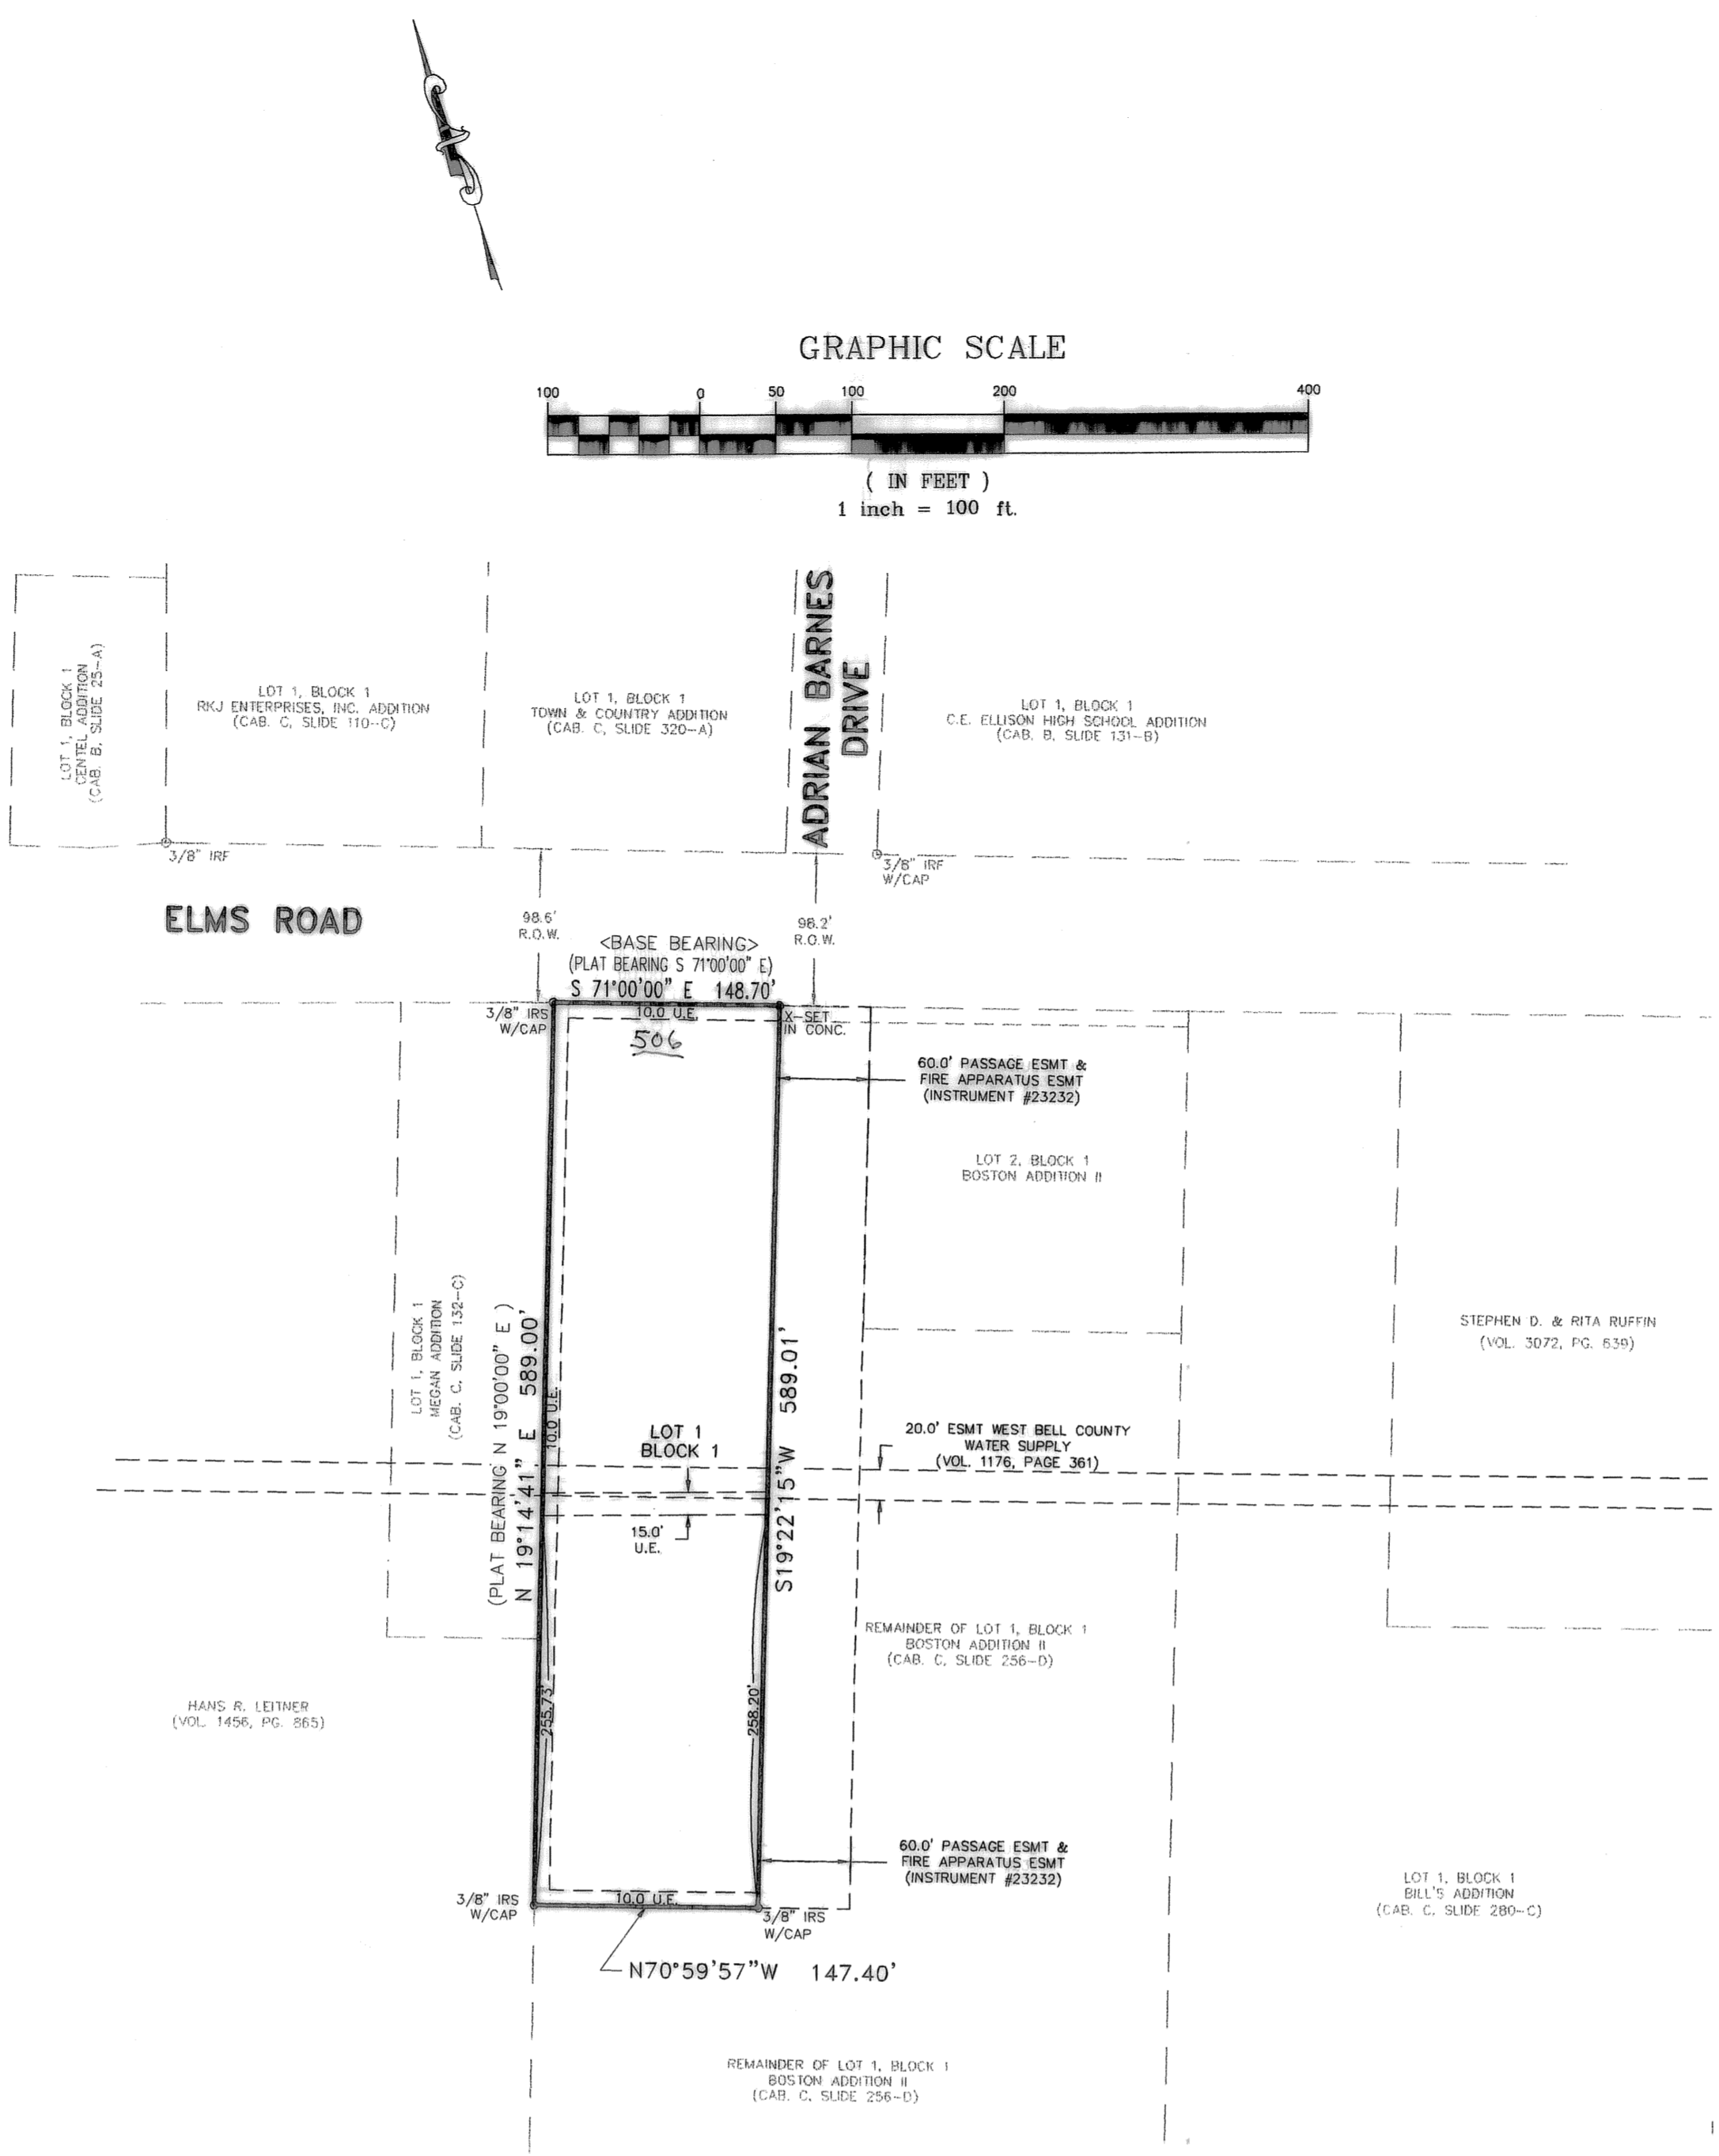 GRAPHIC SCALE
100 0 50 100 200 400
( IN FEET )
1 inch = 100 ft.
LOT 1, BLOCK 1
CENTEL ADDITION
(CAB. B, SLIDE 25-A)
LOT 1, BLOCK 1
RKJ ENTERPRISES, INC. ADDITION
(CAB. C, SLIDE 110-C)
LOT 1, BLOCK 1
TOWN & COUNTRY ADDITION
(CAB. C, SLIDE 320-A)
ADRIAN BARNES
DRIVE
LOT 1, BLOCK 1
C.E. ELLISON HIGH SCHOOL ADDITION
(CAB. B, SLIDE 131-B)
3/8" IRF
3/8" IRF
W/CAP
ELMS ROAD
98.6'
R.O.W.
98.2'
R.O.W.
<BASE BEARING>
(PLAT BEARING S 71°00'00" E)
S 71°00'00" E 148.70'
3/8" IRS
W/CAP
10.0 U.E.
X-SET
IN CONC.
506
60.0' PASSAGE ESMT &
FIRE APPARATUS ESMT
(INSTRUMENT #23232)
LOT 2, BLOCK 1
BOSTON ADDITION II
LOT 1, BLOCK 1
MEGAN ADDITION
(CAB. C, SLIDE 132-C)
(PLAT BEARING N 19°00'00" E )
N 19°14'41" E 589.00'
10.0 U.E.
LOT 1
BLOCK 1
S19°22'15"W 589.01'
STEPHEN D. & RITA RUFFIN
(VOL. 3072, PG. 639)
20.0' ESMT WEST BELL COUNTY
WATER SUPPLY
(VOL. 1176, PAGE 361)
15.0'
U.E.
REMAINDER OF LOT 1, BLOCK 1
BOSTON ADDITION II
(CAB. C, SLIDE 256-D)
HANS R. LEITNER
(VOL. 1456, PG. 865)
255.73'
258.20'
60.0' PASSAGE ESMT &
FIRE APPARATUS ESMT
(INSTRUMENT #23232)
LOT 1, BLOCK 1
BILL'S ADDITION
(CAB. C, SLIDE 280-C)
3/8" IRS
W/CAP
10.0 U.E.
3/8" IRS
W/CAP
N70°59'57"W 147.40'
REMAINDER OF LOT 1, BLOCK 1
BOSTON ADDITION II
(CAB. C, SLIDE 256-D)